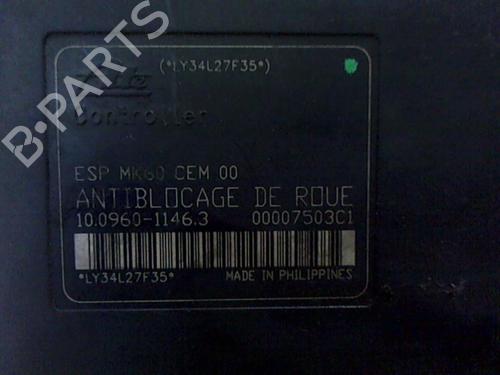 (*LY34L27F35*)
Ate
Controller
ESP MK60 CEM 00
ANTIBLOCAGE DE ROUE
10.0960-1146.3 00007503C1
*LY34L27F35*
MADE IN PHILIPPINES
B-PARTS